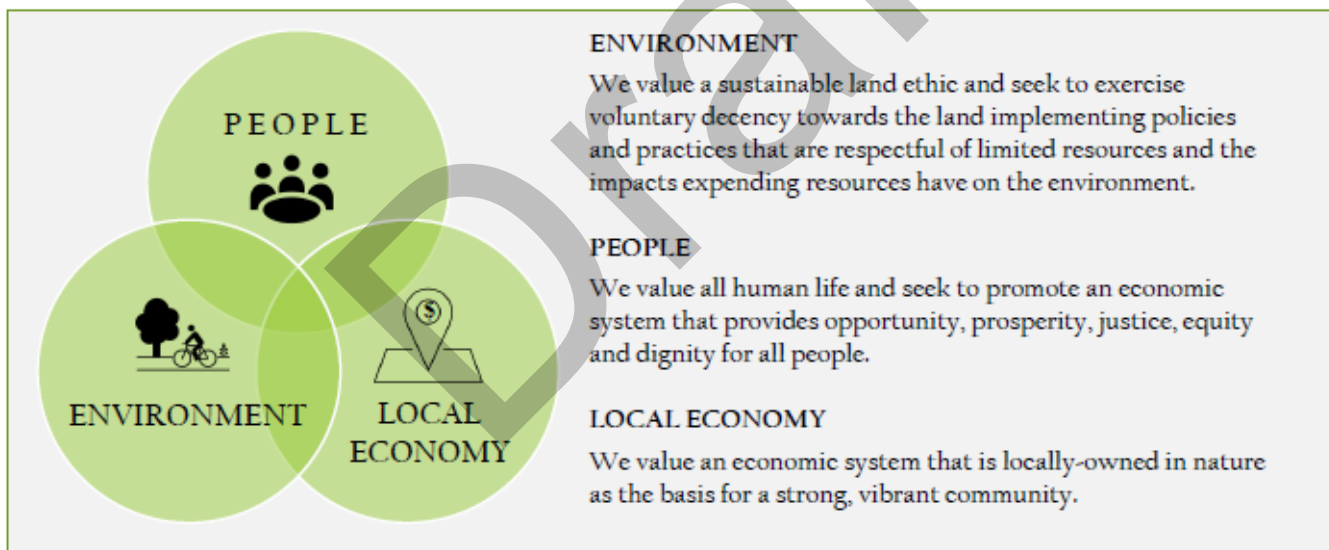 PEOPLE
ENVIRONMENT
$
LOCAL
ECONOMY
ENVIRONMENT
We value a sustainable land ethic and seek to exercise
voluntary decency towards the land implementing policies
and practices that are respectful of limited resources and the
impacts expending resources have on the environment.
PEOPLE
We value all human life and seek to promote an economic
system that provides opportunity, prosperity, justice, equity
and dignity for all people.
LOCAL ECONOMY
We value an economic system that is locally-owned in nature
as the basis for a strong, vibrant community.